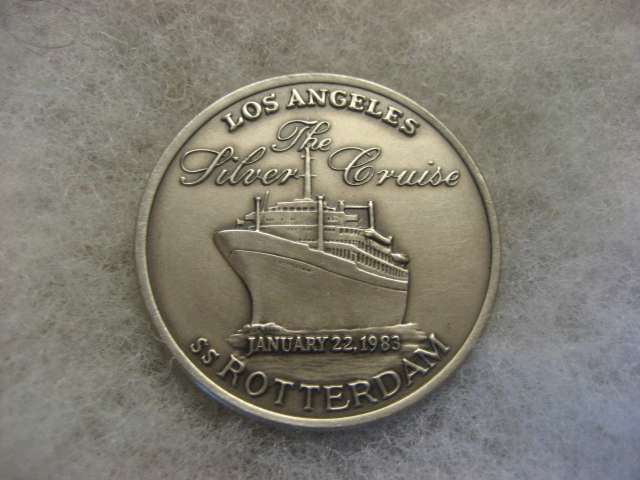 LOS ANGELES
The
Silver Cruise
JANUARY 22, 1983
SS ROTTERDAM